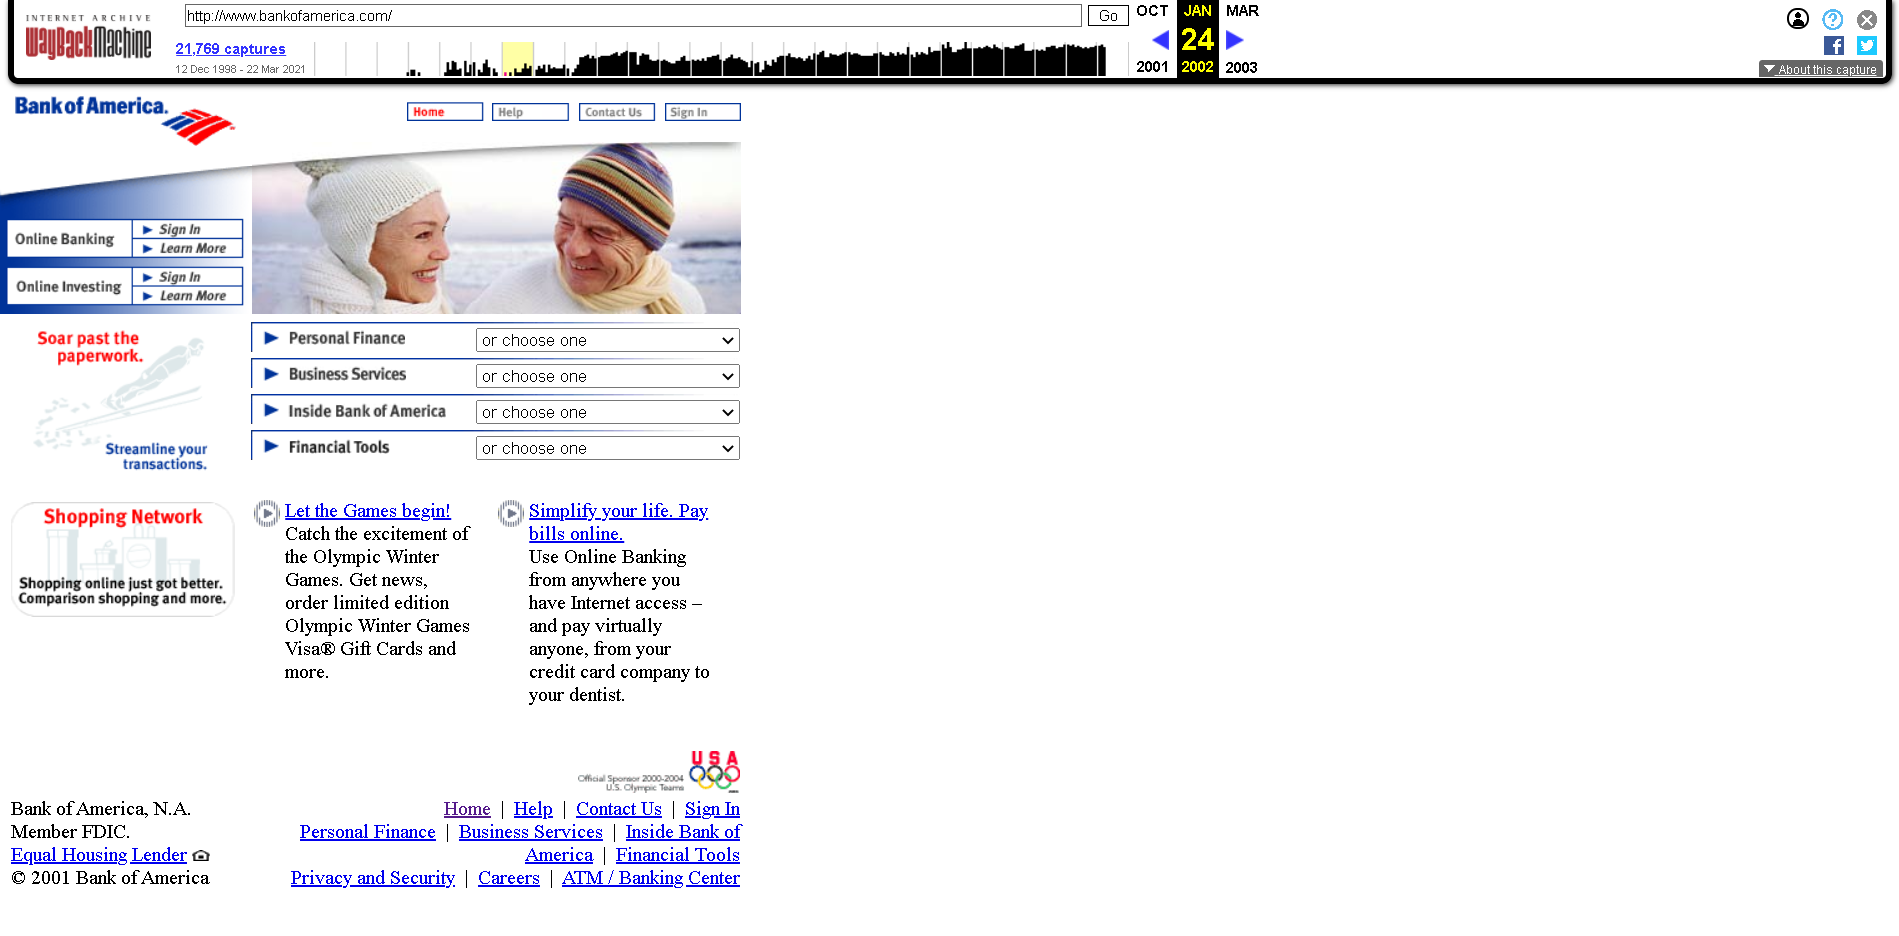 INTERNET ARCHIVE
WayBackMachine
http://www.bankofamerica.com/
Go
OCT
JAN
MAR
21,769 captures
24
12 Dec 1998 - 22 Mar 2021
2001
2002
2003
About this capture
Bank of America.
Home
Help
Contact Us
Sign In
Online Banking
Sign In
Learn More
Online Investing
Sign In
Learn More
Soar past the
paperwork.
Streamline your
transactions.
Personal Finance
or choose one
Business Services
or choose one
Inside Bank of America
or choose one
Financial Tools
or choose one
Shopping Network
Shopping online just got better.
Comparison shopping and more.
Let the Games begin!
Catch the excitement of
the Olympic Winter
Games. Get news,
order limited edition
Olympic Winter Games
Visa® Gift Cards and
more.
Simplify your life. Pay
bills online.
Use Online Banking
from anywhere you
have Internet access –
and pay virtually
anyone, from your
credit card company to
your dentist.
USA
Official Sponsor 2000-2004
U.S. Olympic Teams
Bank of America, N.A.
Member FDIC.
Equal Housing Lender
© 2001 Bank of America
Home | Help | Contact Us | Sign In
Personal Finance | Business Services | Inside Bank of
America | Financial Tools
Privacy and Security | Careers | ATM / Banking Center